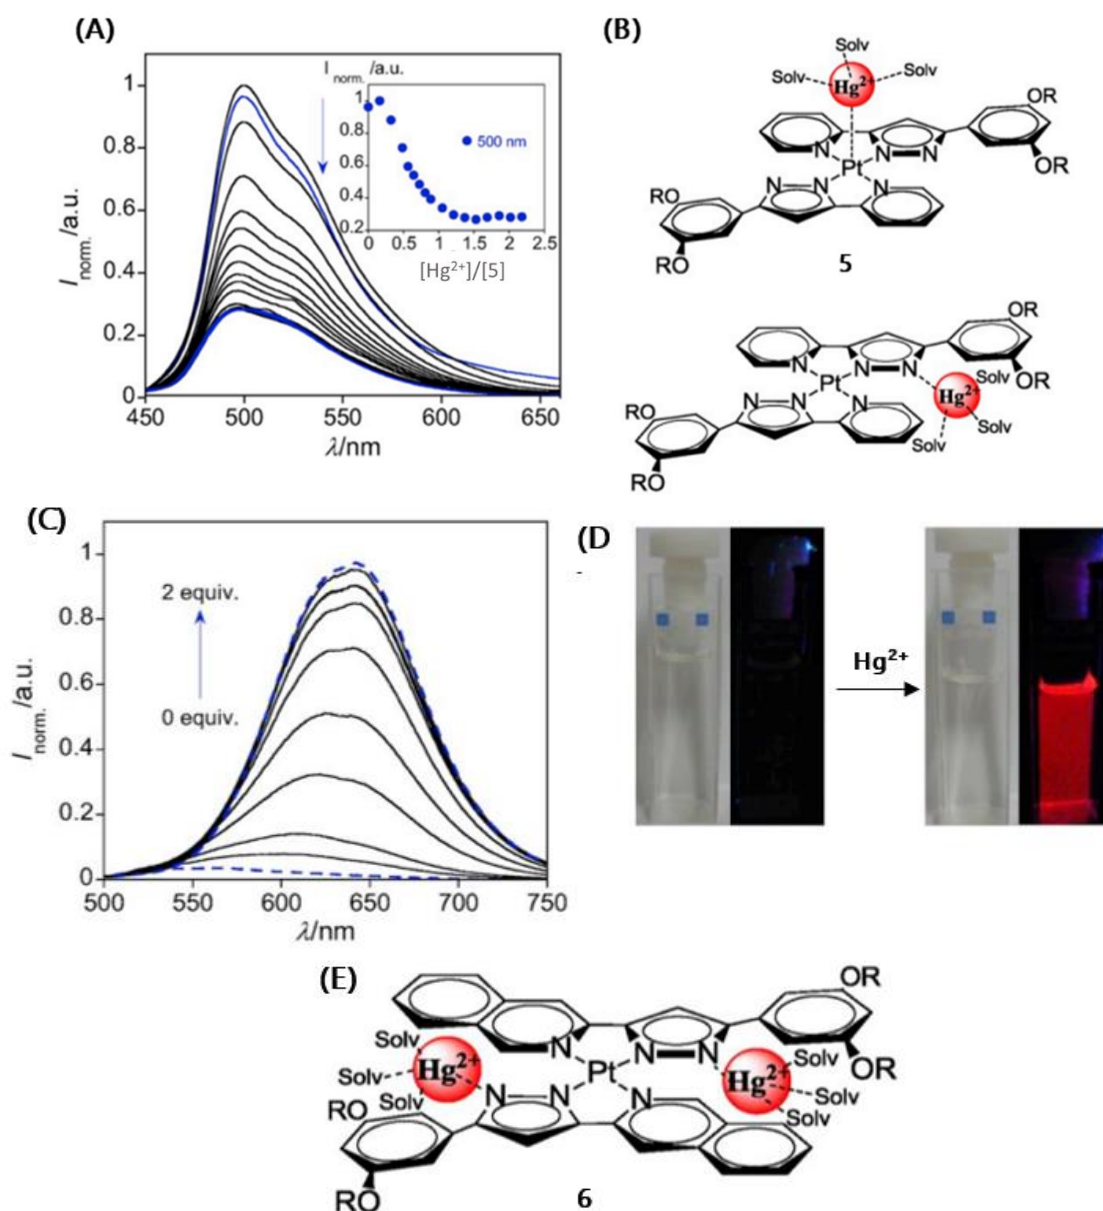 (A)
I norm. /a.u.
1
0.8
0.6
0.4
0.2
0
450 500 550 600 650
λ/nm
I norm. /a.u.
1
0.8
0.6
0.4
0.2
0 0.5 1 1.5 2 2.5
500 nm
[Hg²⁺]/[5]
(B)
Solv
Solv Hg²⁺ Solv
OR
N N N
Pt
OR
N N N
RO
RO
5
OR
N N N
Solv
OR
Pt
Hg²⁺
N N N
RO
Solv
Solv
RO
(C)
I norm. /a.u.
1
0.8
0.6
0.4
0.2
0
2 equiv.
0 equiv.
500 550 600 650 700 750
λ/nm
(D
-
Hg²⁺
(E)
OR
N N N
Solv
Hg²⁺
Solv
Solv
Pt
Solv
Hg²⁺
Solv
Solv
OR
N N N
RO
RO
6